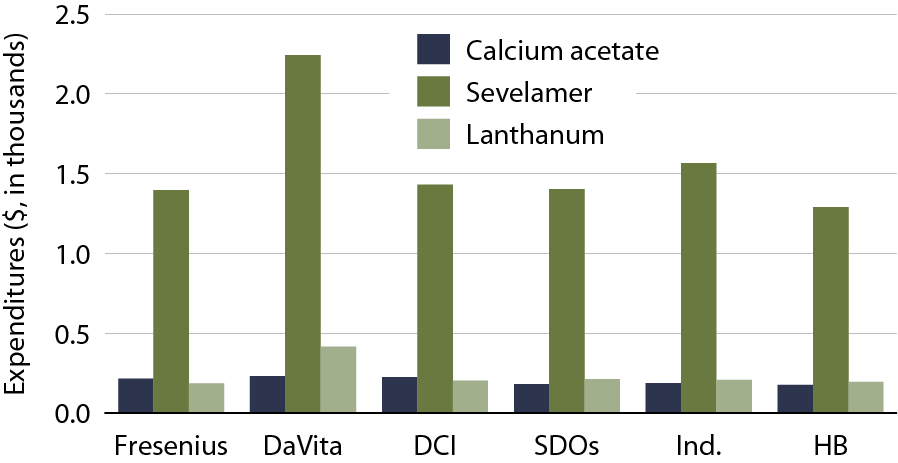 Expenditures ($, in thousands)
2.5
2.0
1.5
1.0
0.5
0.0
Calcium acetate
Sevelamer
Lanthanum
Fresenius DaVita DCI SDOs Ind. HB